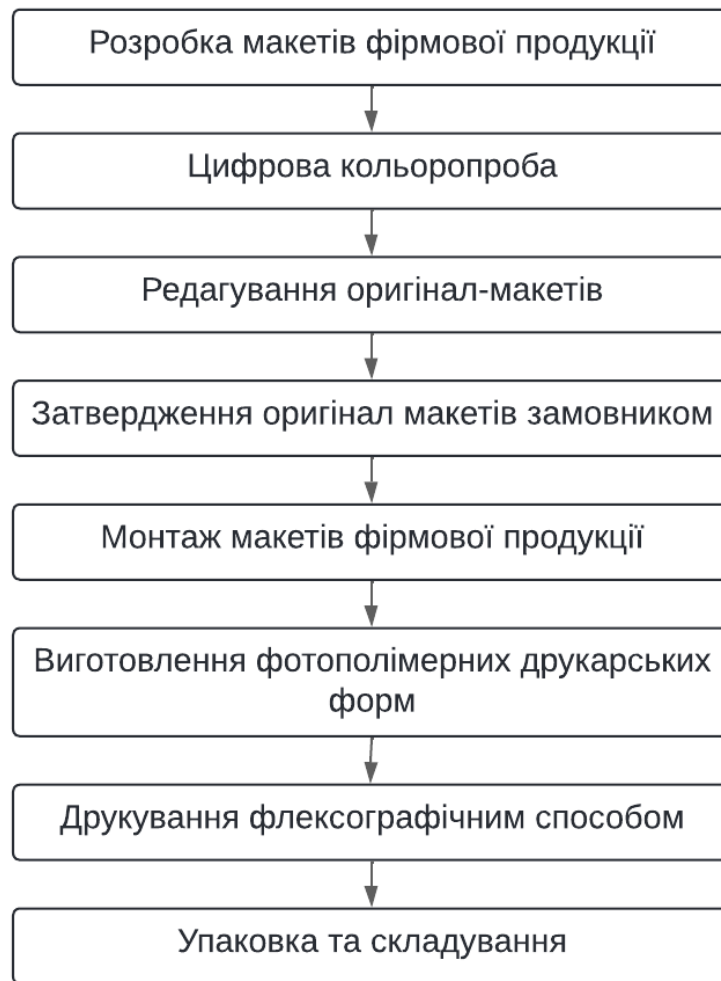 Розробка макетів фірмової продукції
Цифрова кольоропроба
Редагування оригінал-макетів
Затвердження оригінал макетів замовником
Монтаж макетів фірмової продукції
Виготовлення фотополімерних друкарських
форм
Друкування флексографічним способом
Упаковка та складування